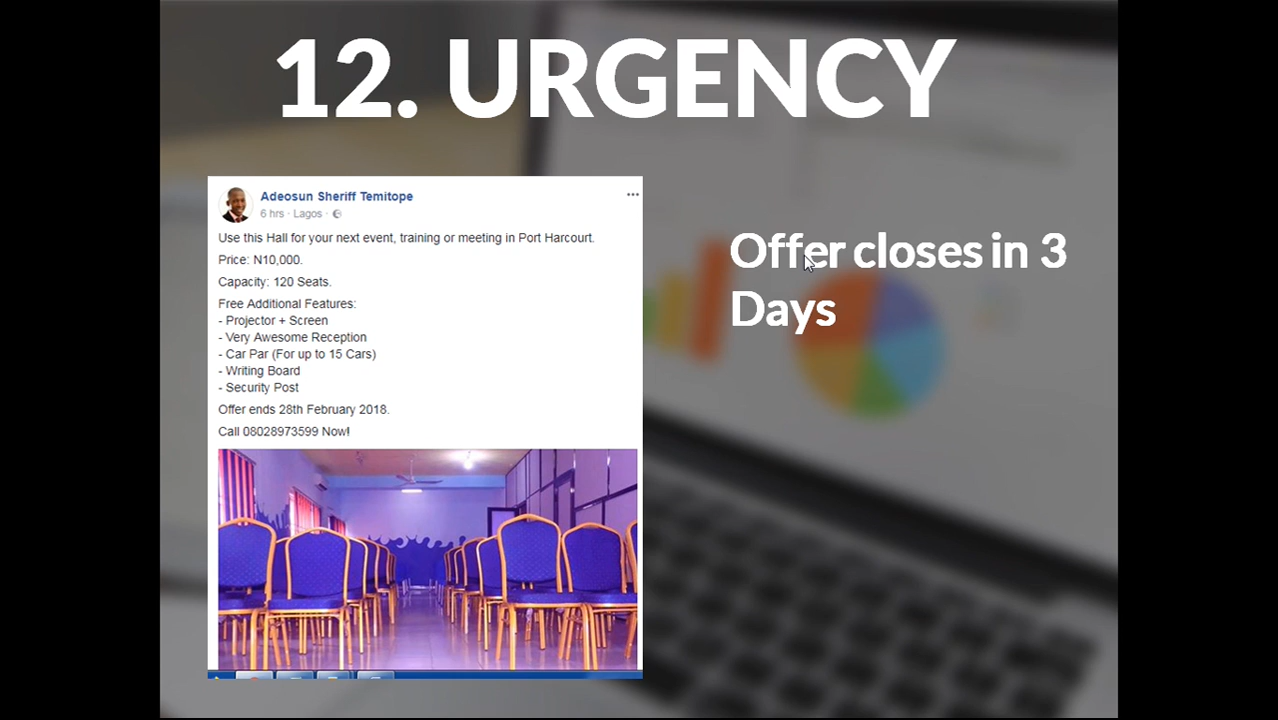 12. URGENCY
Adeosun Sheriff Temitope
6 hrs · Lagos ·
Use this Hall for your next event, training or meeting in Port Harcourt.
Price: N10,000.
Capacity: 120 Seats.
Free Additional Features:
- Projector + Screen
- Very Awesome Reception
- Car Par (For up to 15 Cars)
- Writing Board
- Security Post
Offer ends 28th February 2018.
Call 08028973599 Now!
Offer closes in 3
Days